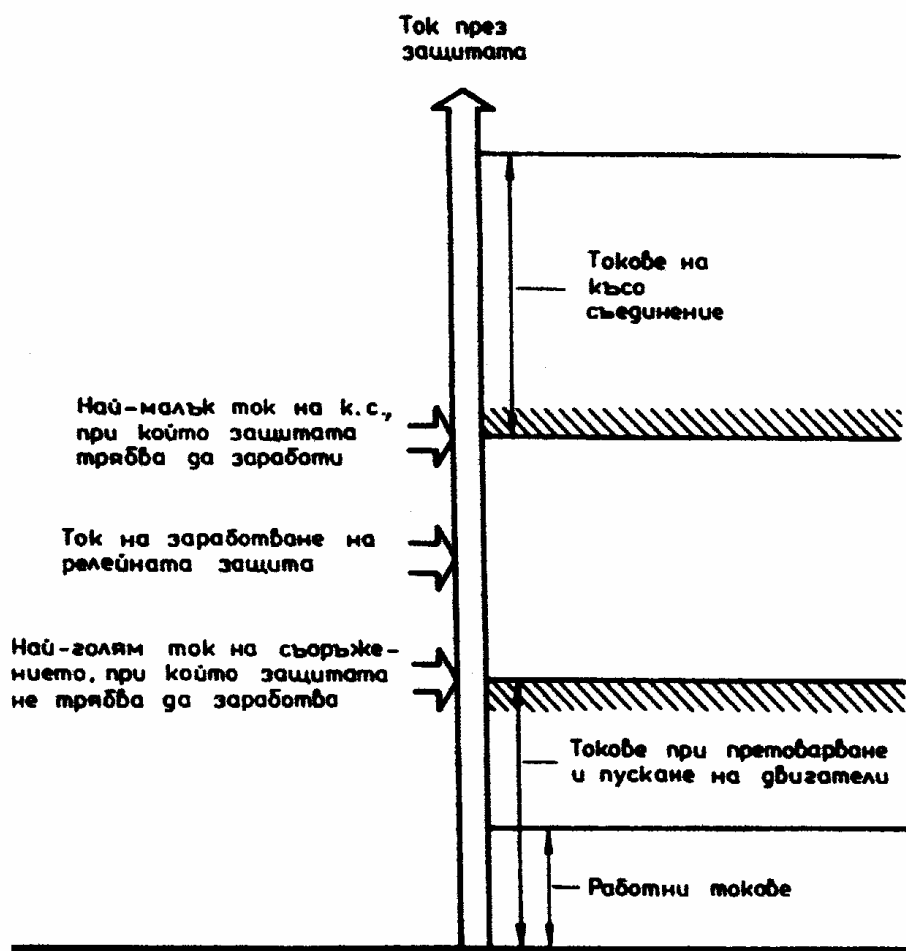 Ток през
защитата
Токове на
късо
съединение
Най-малък ток на к.с.,
при който защитата
трябва да заработи
Ток на заработване на
релейната защита
Най-голям ток на съоръже-
нието, при който защитата
не трябва да заработва
Токове при претоварване
и пускане на двигатели
Работни токове